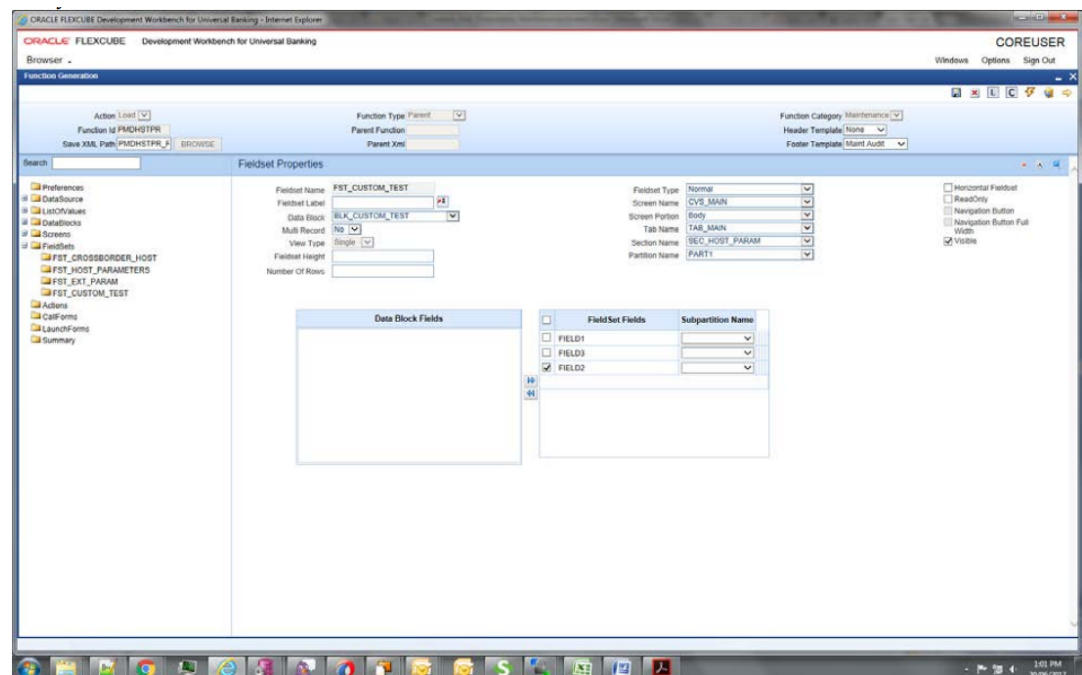 ORACLE FLEXCUBE Development Workbench for Universal Banking - Internet Explorer
ORACLE FLEXCUBE Development Workbench for Universal Banking COREUSER
Browser Windows Options Sign Out
Function Generation
Action Load Function Type Parent Function Category Maintenance
Function Id PMDHSTPR Parent Function Header Template None
Save XML Path PMDHSTPR_F BROWSE Parent Xml Footer Template Maint Audit
Search Fieldset Properties
Preferences
DataSource
ListOfValues
DataBlocks
Screens
FieldSets
FST_CROSSBORDER_HOST
FST_HOST_PARAMETERS
FST_EXT_PARAM
FST_CUSTOM_TEST
Actions
CallForms
LaunchForms
Summary
Fieldset Name FST_CUSTOM_TEST
Fieldset Label
Data Block BLK_CUSTOM_TEST
Multi Record No
View Type Single
Fieldset Height
Number Of Rows
Fieldset Type Normal
Screen Name CVS_MAIN
Screen Portion Body
Tab Name TAB_MAIN
Section Name SEC_HOST_PARAM
Partition Name PART1
Horizontal Fieldset
ReadOnly
Navigation Button
Navigation Button Full
Width
Visible
Data Block Fields
FieldSet Fields Subpartition Name
FIELD1
FIELD3
FIELD2
1:01 PM